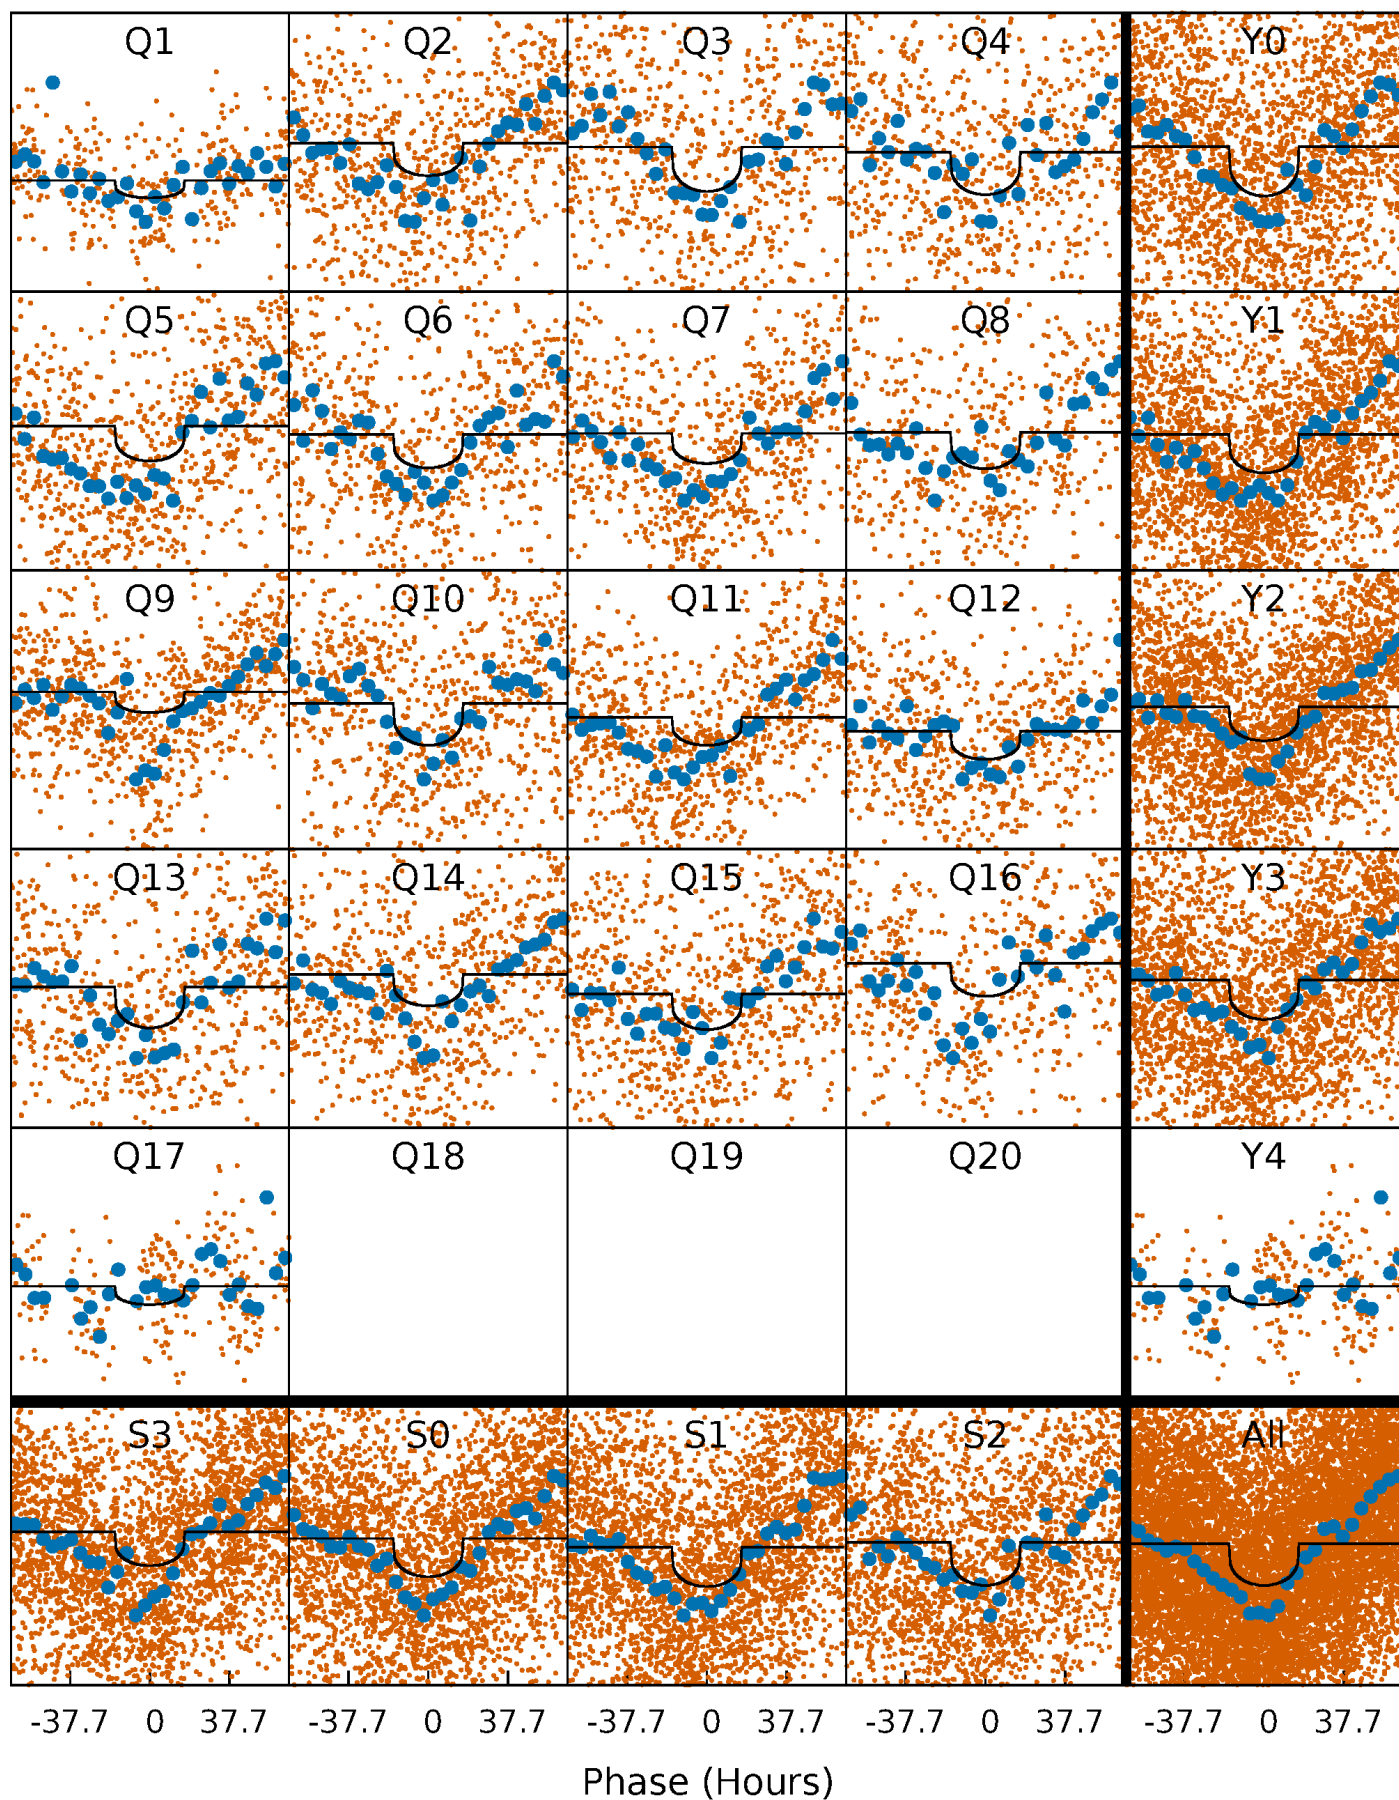 Q1 Q2 Q3 Q4 Y0
Q5 Q6 Q7 Q8 Y1
Q9 Q10 Q11 Q12 Y2
Q13 Q14 Q15 Q16 Y3
Q17 Q18 Q19 Q20 Y4
S3 S0 S1 S2 All
-37.7 0 37.7 -37.7 0 37.7 -37.7 0 37.7 -37.7 0 37.7 -37.7 0 37.7
Phase (Hours)